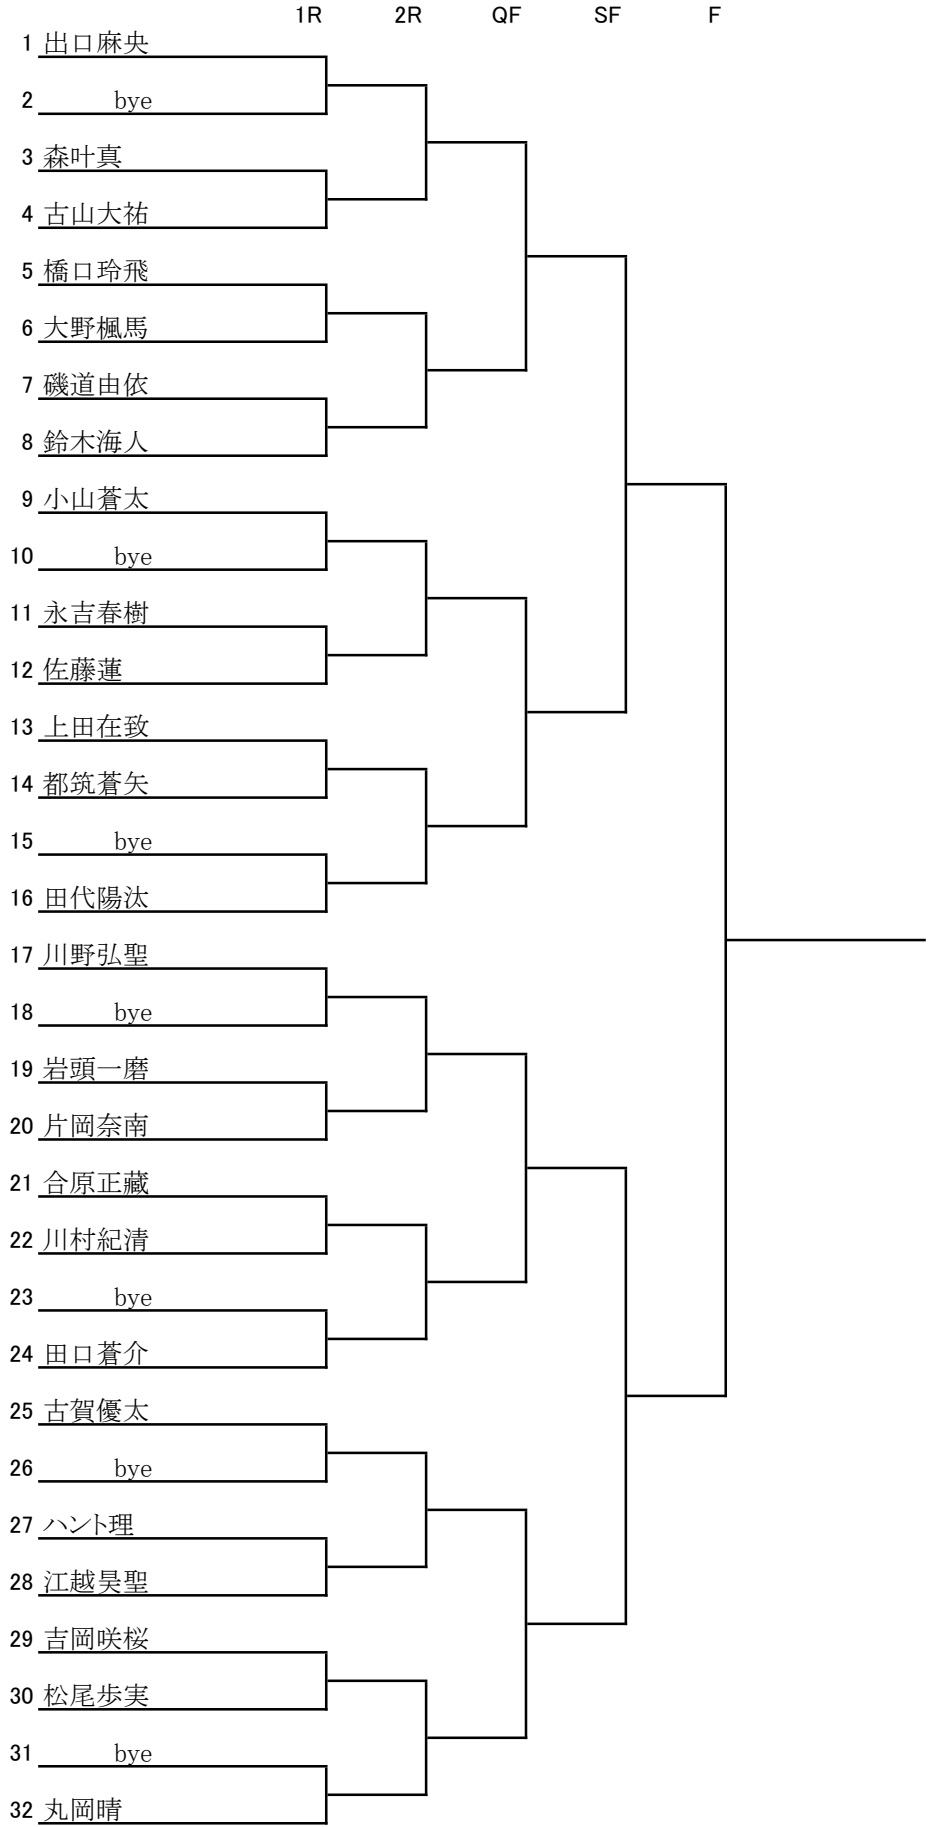 1R 2R QF SF F
1 出口麻央
2 bye
3 森叶真
4 古山大祐
5 橋口玲飛
6 大野楓馬
7 磯道由依
8 鈴木海人
9 小山蒼太
10 bye
11 永吉春樹
12 佐藤蓮
13 上田在致
14 都筑蒼矢
15 bye
16 田代陽汰
17 川野弘聖
18 bye
19 岩頭一磨
20 片岡奈南
21 合原正藏
22 川村紀清
23 bye
24 田口蒼介
25 古賀優太
26 bye
27 ハント理
28 江越昊聖
29 吉岡咲桜
30 松尾歩実
31 bye
32 丸岡晴